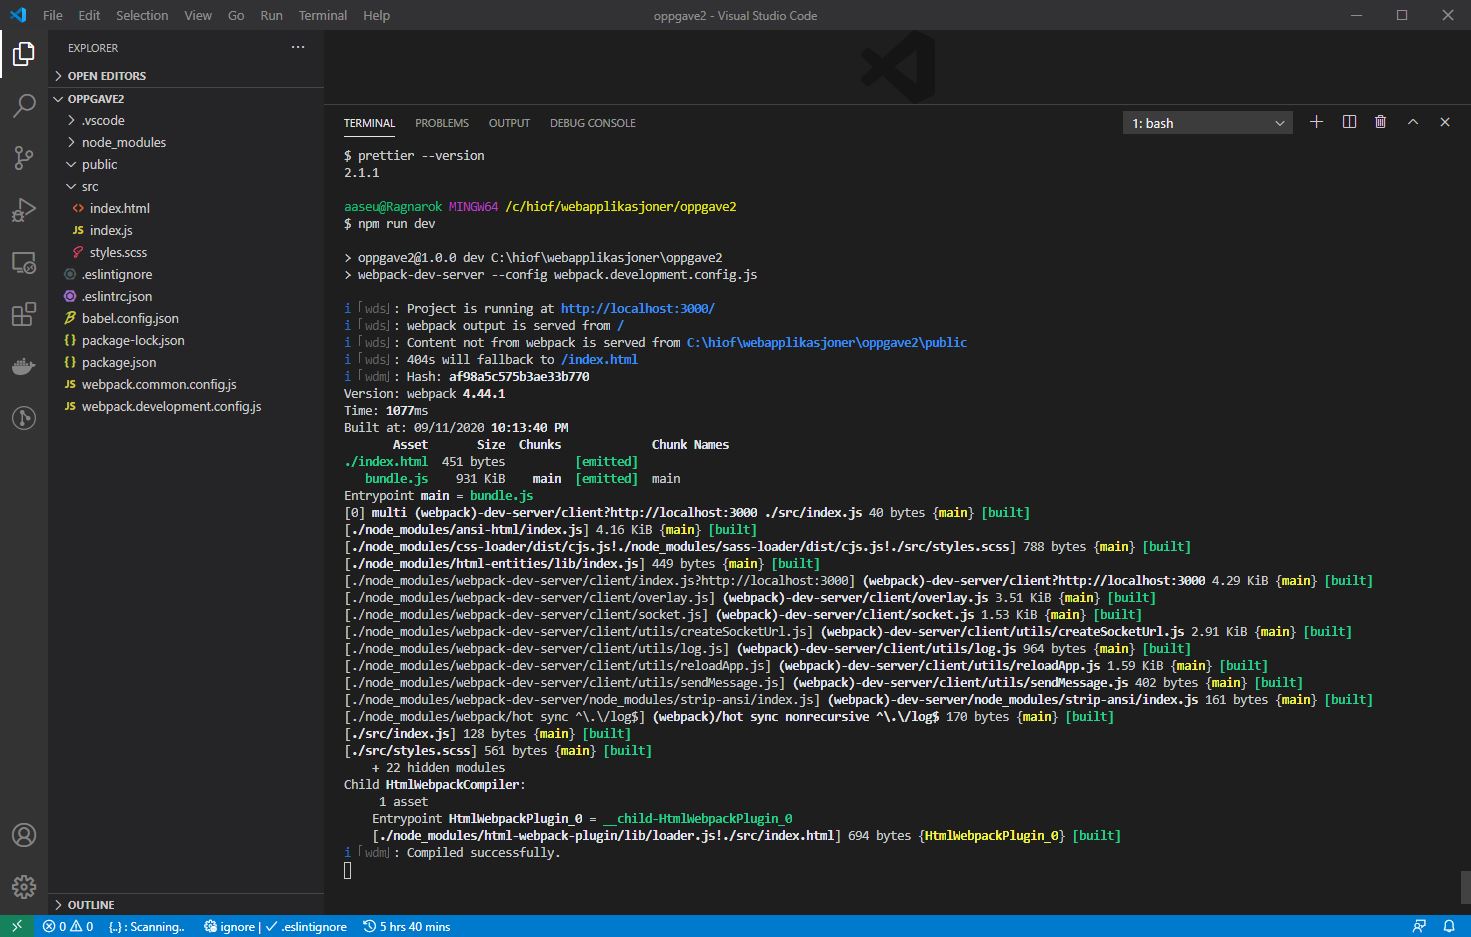 File Edit Selection View Go Run Terminal Help oppgave2 - Visual Studio Code
EXPLORER
OPEN EDITORS
OPPGAVE2
.vscode
node_modules
public
src
index.html
JS index.js
styles.scss
.eslintignore
.eslintrc.json
babel.config.json
{} package-lock.json
{} package.json
JS webpack.common.config.js
JS webpack.development.config.js
OUTLINE
TERMINAL PROBLEMS OUTPUT DEBUG CONSOLE 1: bash
$ prettier --version
2.1.1
aaseu@Ragnarok MINGW64 /c/hiof/webapplikasjoner/oppgave2
$ npm run dev
> oppgave2@1.0.0 dev C:\hiof\webapplikasjoner\oppgave2
> webpack-dev-server --config webpack.development.config.js
i ｢wds｣: Project is running at http://localhost:3000/
i ｢wds｣: webpack output is served from /
i ｢wds｣: Content not from webpack is served from C:\hiof\webapplikasjoner\oppgave2\public
i ｢wds｣: 404s will fallback to /index.html
i ｢wdm｣: Hash: af98a5c575b3ae33b770
Version: webpack 4.44.1
Time: 1077ms
Built at: 09/11/2020 10:13:40 PM
Asset Size Chunks Chunk Names
./index.html 451 bytes [emitted]
bundle.js 931 KiB main [emitted] main
Entrypoint main = bundle.js
[0] multi (webpack)-dev-server/client?http://localhost:3000 ./src/index.js 40 bytes {main} [built]
[./node_modules/ansi-html/index.js] 4.16 KiB {main} [built]
[./node_modules/css-loader/dist/cjs.js!./node_modules/sass-loader/dist/cjs.js!./src/styles.scss] 788 bytes {main} [built]
[./node_modules/html-entities/lib/index.js] 449 bytes {main} [built]
[./node_modules/webpack-dev-server/client/index.js?http://localhost:3000] (webpack)-dev-server/client?http://localhost:3000 4.29 KiB {main} [built]
[./node_modules/webpack-dev-server/client/overlay.js] (webpack)-dev-server/client/overlay.js 3.51 KiB {main} [built]
[./node_modules/webpack-dev-server/client/socket.js] (webpack)-dev-server/client/socket.js 1.53 KiB {main} [built]
[./node_modules/webpack-dev-server/client/utils/createSocketUrl.js] (webpack)-dev-server/client/utils/createSocketUrl.js 2.91 KiB {main} [built]
[./node_modules/webpack-dev-server/client/utils/log.js] (webpack)-dev-server/client/utils/log.js 964 bytes {main} [built]
[./node_modules/webpack-dev-server/client/utils/reloadApp.js] (webpack)-dev-server/client/utils/reloadApp.js 1.59 KiB {main} [built]
[./node_modules/webpack-dev-server/client/utils/sendMessage.js] (webpack)-dev-server/client/utils/sendMessage.js 402 bytes {main} [built]
[./node_modules/webpack-dev-server/node_modules/strip-ansi/index.js] (webpack)-dev-server/node_modules/strip-ansi/index.js 161 bytes {main} [built]
[./node_modules/webpack/hot sync ^\.\/log$] (webpack)/hot sync nonrecursive ^\.\/log$ 170 bytes {main} [built]
[./src/index.js] 128 bytes {main} [built]
[./src/styles.scss] 561 bytes {main} [built]
+ 22 hidden modules
Child HtmlWebpackCompiler:
1 asset
Entrypoint HtmlWebpackPlugin_0 = __child-HtmlWebpackPlugin_0
[./node_modules/html-webpack-plugin/lib/loader.js!./src/index.html] 694 bytes {HtmlWebpackPlugin_0} [built]
i ｢wdm｣: Compiled successfully.
0 0 {..} : Scanning.. ignore | .eslintignore 5 hrs 40 mins